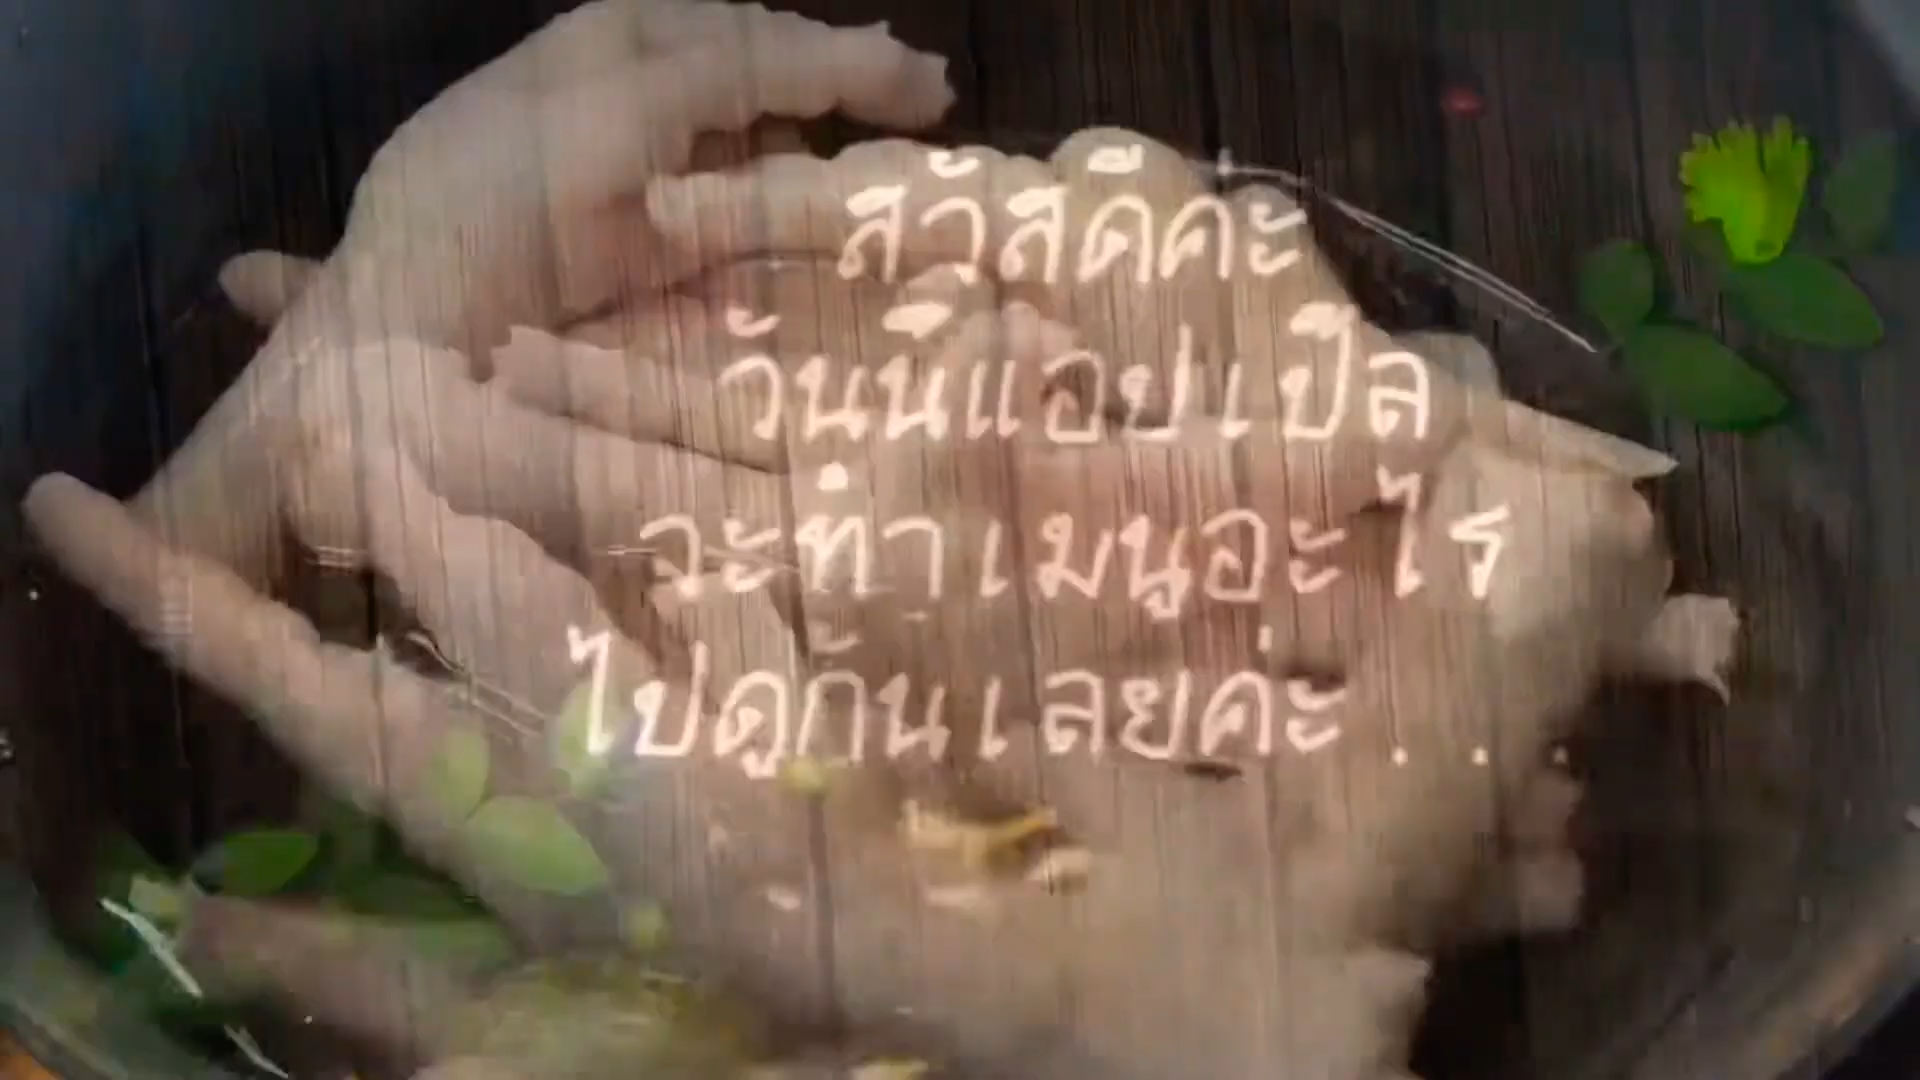 สวัสดีค่ะ
วันนี้แอปเปิ้ล
จะทำเมนูอะไร
ไปดูกันเลยค่ะ...